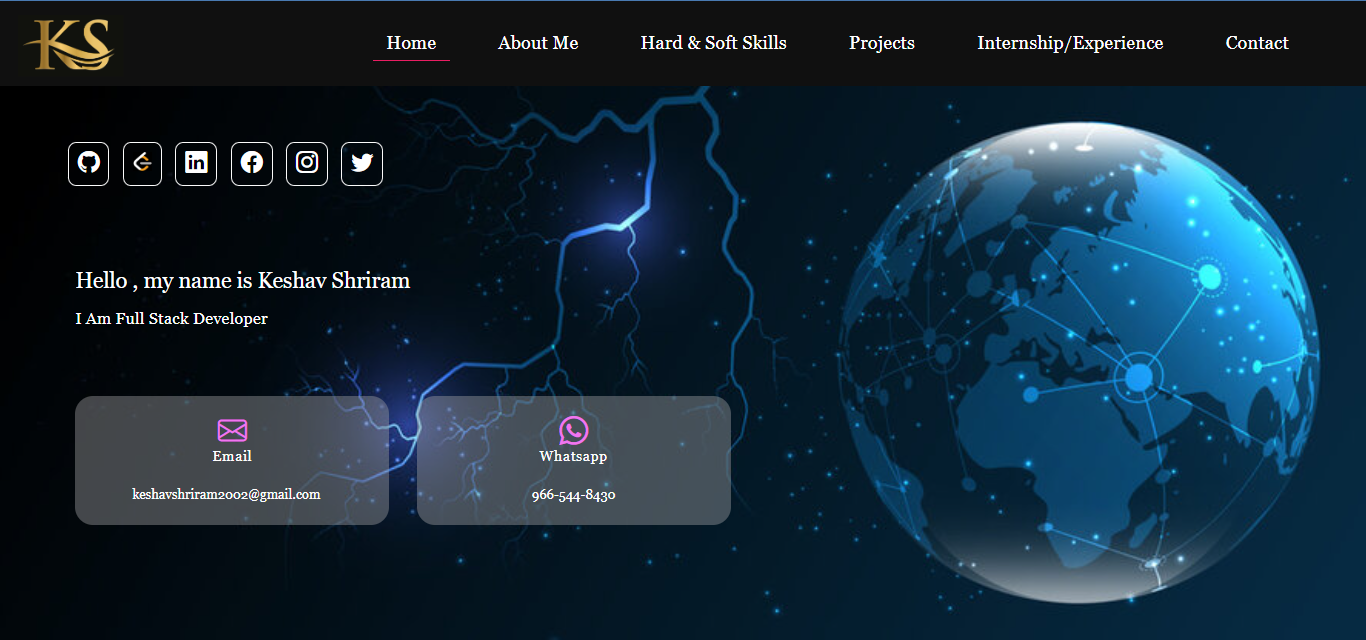 KS
Home About Me Hard & Soft Skills Projects Internship/Experience Contact
Hello , my name is Keshav Shriram
I Am Full Stack Developer
Email
keshavshriram2002@gmail.com
Whatsapp
966-544-8430